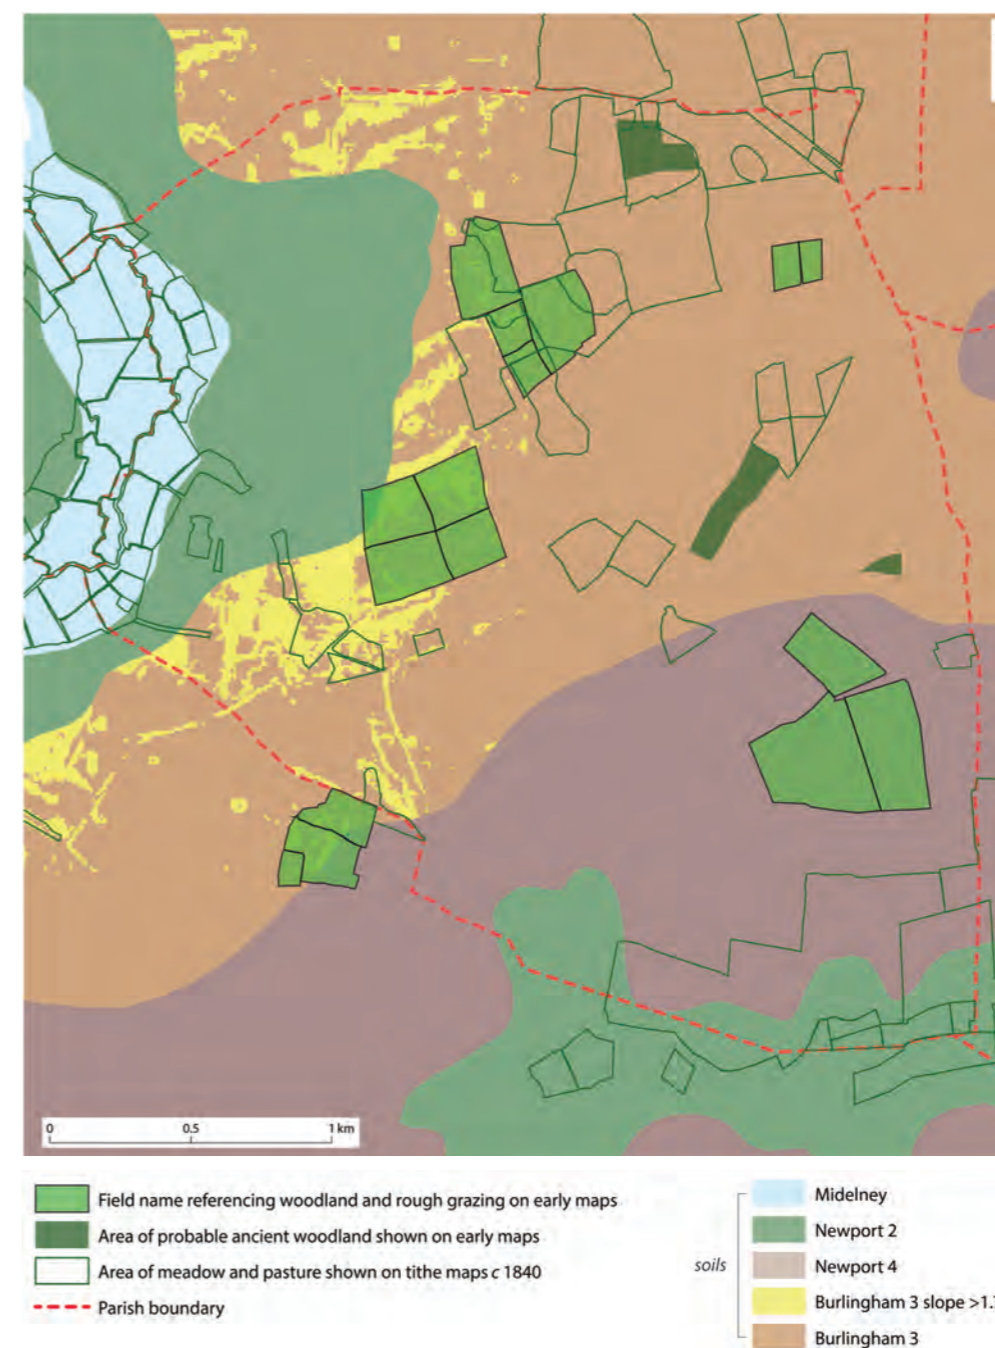 0 0.5 1 km
Field name referencing woodland and rough grazing on early maps
Area of probable ancient woodland shown on early maps
Area of meadow and pasture shown on tithe maps c 1840
Parish boundary
soils
Midelney
Newport 2
Newport 4
Burlingham 3 slope
Burlingham 3